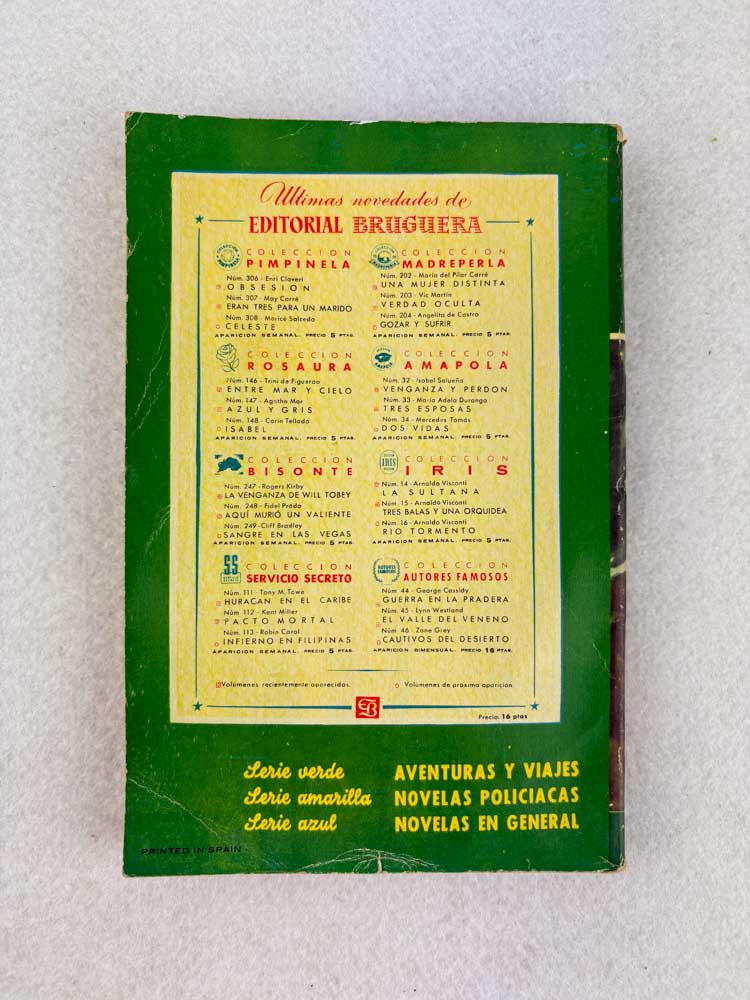 Ultimas novedades de
EDITORIAL BRUGUERA
COLECCION
PIMPINELA
Núm. 306 - Enri Claveri
OBSESION
Núm. 307 - May Carré
ERAN TRES PARA UN MARIDO
Núm. 308 - Maricé Salcedo
CELESTE
APARICION SEMANAL. PRECIO 5 PTAS.
COLECCION
MADREPERLA
Núm. 202 - María del Pilar Carré
UNA MUJER DISTINTA
Núm. 203 - Vic Martin
VERDAD OCULTA
Núm. 204 - Angelita de Castro
GOZAR Y SUFRIR
APARICION SEMANAL. PRECIO 5 PTAS.
COLECCION
ROSAURA
Núm. 146 - Trini de Figueroa
ENTRE MAR Y CIELO
Núm. 147 - Agatha Mor
AZUL Y GRIS
Núm. 148 - Corín Tellado
ISABEL
APARICION SEMANAL. PRECIO 5 PTAS.
COLECCION
AMAPOLA
Núm. 32 - Isabel Salueña
VENGANZA Y PERDON
Núm. 33 - María Adela Durango
TRES ESPOSAS
Núm. 34 - Mercedes Tomás
DOS VIDAS
APARICION SEMANAL. PRECIO 5 PTAS.
COLECCION
BISONTE
Núm. 247 - Rogers Kirby
LA VENGANZA DE WILL TOBEY
Núm. 248 - Fidel Prado
AQUÍ MURIÓ UN VALIENTE
Núm. 249 - Cliff Bradley
SANGRE EN LAS VEGAS
APARICION SEMANAL. PRECIO 5 PTAS.
IRIS
COLECCION
IRIS
Núm. 14 - Arnaldo Visconti
LA SULTANA
Núm. 15 - Arnaldo Visconti
TRES BALAS Y UNA ORQUIDEA
Núm. 16 - Arnaldo Visconti
RIO TORMENTO
APARICION SEMANAL. PRECIO 5 PTAS.
S.S.
COLECCION
SERVICIO SECRETO
Núm. 111 - Tony M. Towe
HURACAN EN EL CARIBE
Núm 112 - Kent Miller
PACTO MORTAL
Núm. 113 - Robin Carol
INFIERNO EN FILIPINAS
APARICION SEMANAL. PRECIO 5 PTAS.
AUTORES
FAMOSOS
COLECCION
AUTORES FAMOSOS
Núm 44 - George Cassidy
GUERRA EN LA PRADERA
Núm. 45 - Lynn Westland
EL VALLE DEL VENENO
Núm 46 - Zane Grey
CAUTIVOS DEL DESIERTO
APARICION BIMENSUAL. PRECIO 16 PTAS.
Volúmenes recientemente aparecidos.
Volúmenes de próxima aparición.
EB
Precio: 16 ptas
Serie verde AVENTURAS Y VIAJES
Serie amarilla NOVELAS POLICIACAS
Serie azul NOVELAS EN GENERAL
PRINTED IN SPAIN